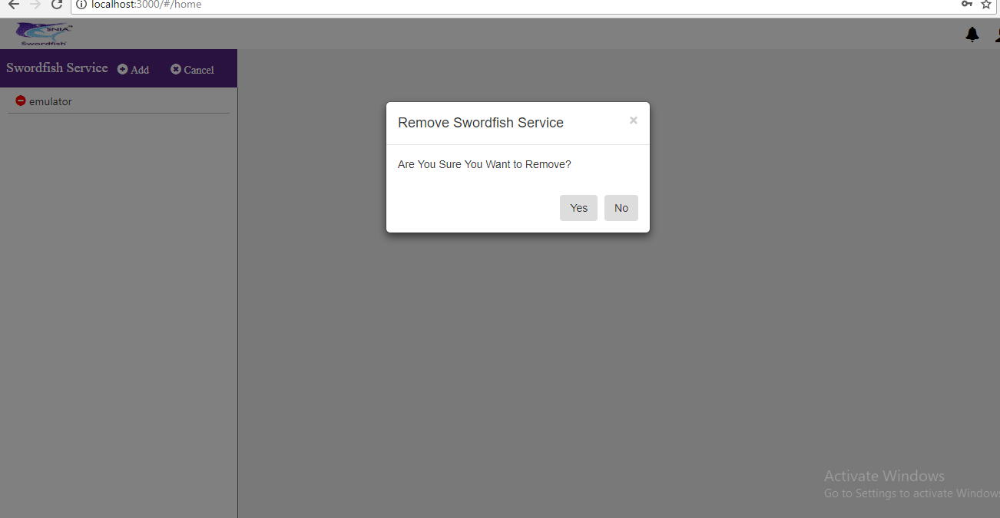 localhost:3000/#/home
SNIA™
Swordfish
Swordfish Service Add Cancel
emulator
Remove Swordfish Service ×
Are You Sure You Want to Remove?
Yes No
Activate Windows
Go to Settings to activate Windows